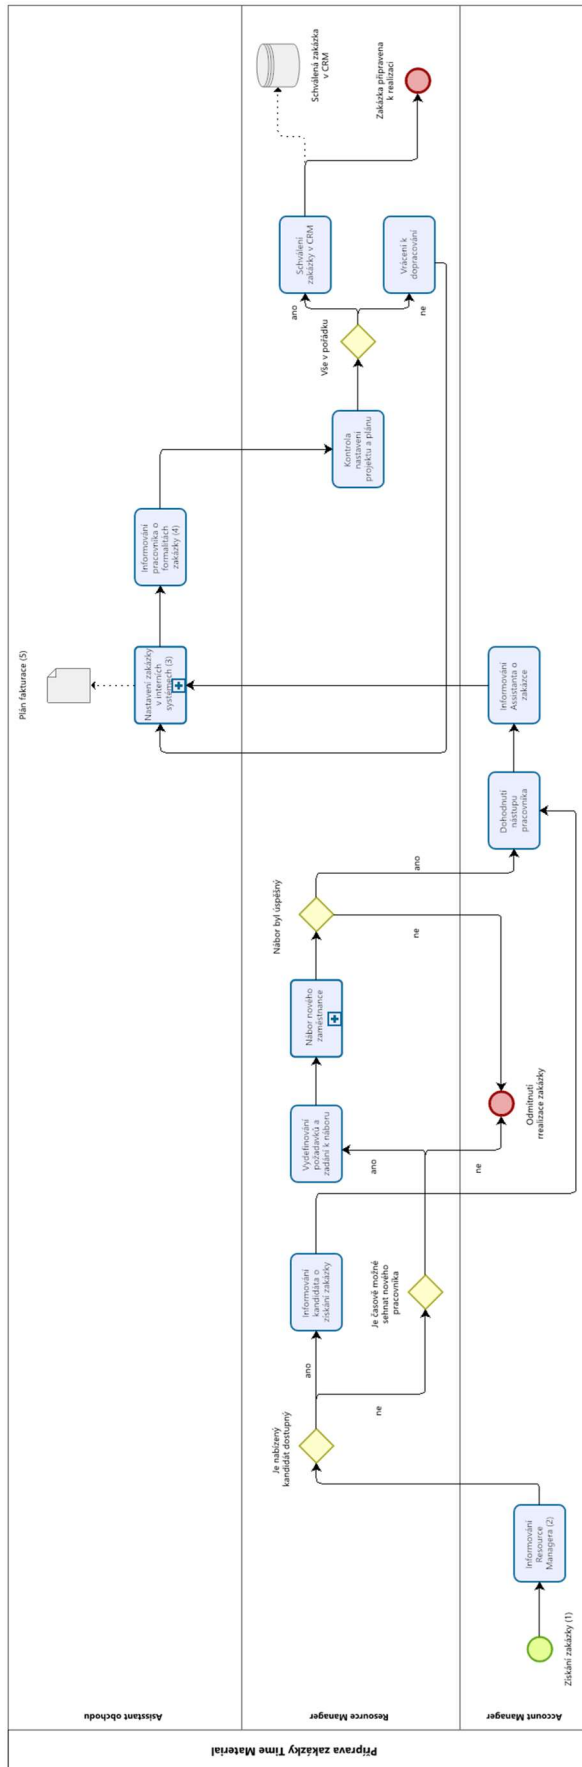 Příprava zakázky Time Material
Asistant obchodu
Resource Manager
Account Manager
Získání zakázky (1)
Informování
Resource
Managera (2)
Je nabízený
kandidát dostupný
ano
ne
Informování
kandidáta o
získání zakázky
Je časově možné
sehnat nového
pracovníka
ano
ne
Vydefinování
požadavků a
zadání k náboru
Odmítnutí
rrealizace zakázky
Nábor nového
zaměstnance
Nábor byl úspěšný
ano
ne
Dohodnutí
nástupu
pracovníka
Informování
Assistanta o
zakázce
Plán fakturace (5)
Nastavení zakázky
v interních
systémech (3)
Informování
pracovníka o
formalitách
zakázky (4)
Kontrola
nastavení
projektu a plánu
Vše v pořádku
ano
ne
Schválení
zakázky v CRM
Vrácení k
dopracování
Schválená zakázka
v CRM
Zakázka připravena
k realizaci